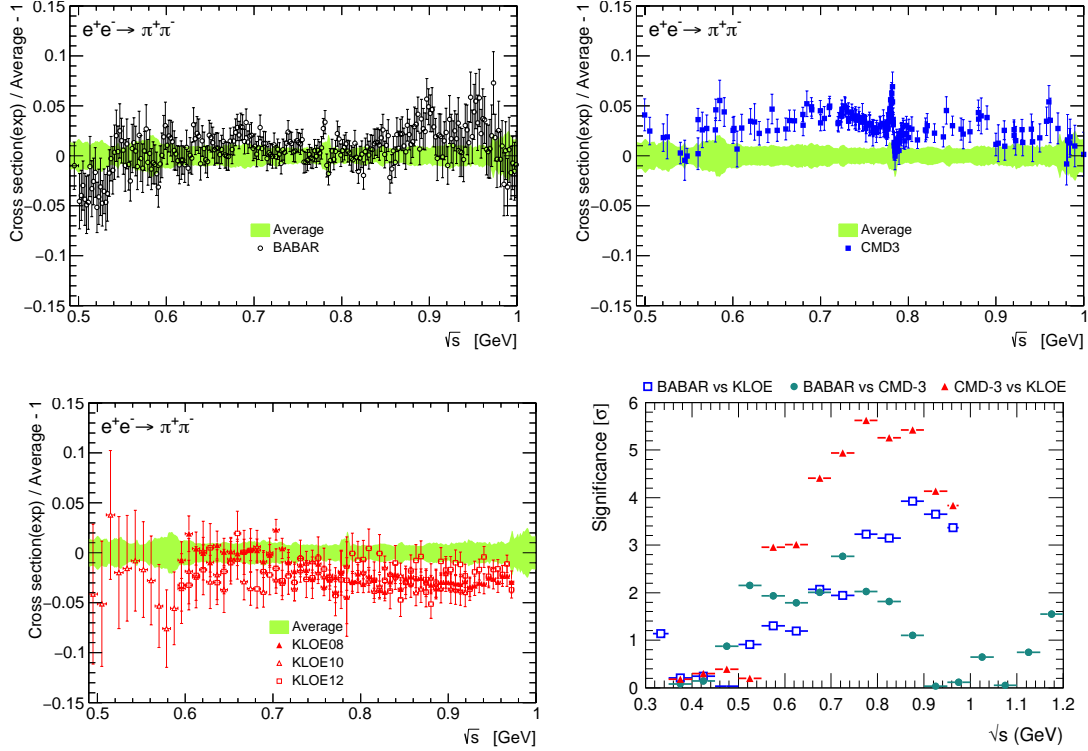 e⁺e⁻→ π⁺π⁻
Cross section(exp) / Average - 1
0.15
0.1
0.05
0
−0.05
−0.1
−0.15
Average
BABAR
0.5 0.6 0.7 0.8 0.9 1
√s [GeV]
e⁺e⁻→ π⁺π⁻
Cross section(exp) / Average - 1
0.15
0.1
0.05
0
−0.05
−0.1
−0.15
Average
CMD3
0.5 0.6 0.7 0.8 0.9 1
√s [GeV]
e⁺e⁻→ π⁺π⁻
Cross section(exp) / Average - 1
0.15
0.1
0.05
0
−0.05
−0.1
−0.15
Average
KLOE08
KLOE10
KLOE12
0.5 0.6 0.7 0.8 0.9 1
√s [GeV]
BABAR vs KLOE BABAR vs CMD-3 CMD-3 vs KLOE
Significance [σ]
6
5
4
3
2
1
0
0.3 0.4 0.5 0.6 0.7 0.8 0.9 1 1.1 1.2
√s (GeV)